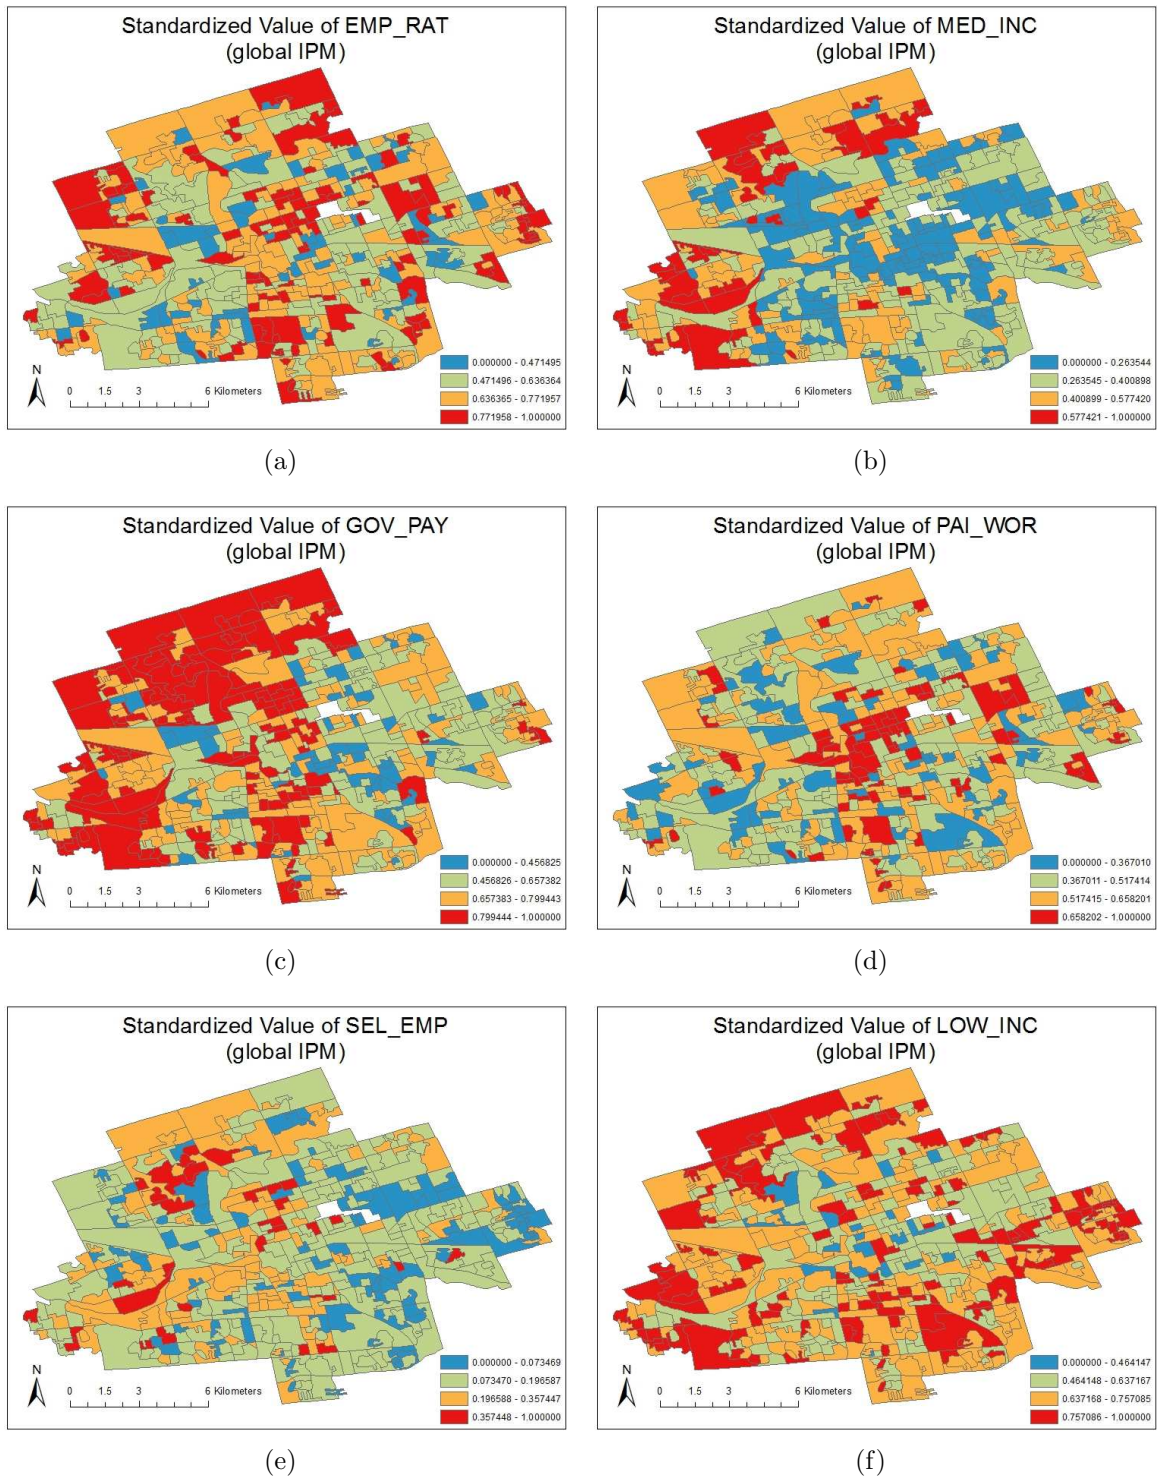 Standardized Value of EMP_RAT
(global IPM)
N
0 1.5 3 6 Kilometers
0.000000 - 0.471495
0.471496 - 0.636364
0.636365 - 0.771957
0.771958 - 1.000000
(a)
Standardized Value of MED_INC
(global IPM)
N
0 1.5 3 6 Kilometers
0.000000 - 0.263544
0.263545 - 0.400898
0.400899 - 0.577420
0.577421 - 1.000000
(b)
Standardized Value of GOV_PAY
(global IPM)
N
0 1.5 3 6 Kilometers
0.000000 - 0.456825
0.456826 - 0.657382
0.657383 - 0.799443
0.799444 - 1.000000
(c)
Standardized Value of PAI_WOR
(global IPM)
N
0 1.5 3 6 Kilometers
0.000000 - 0.367010
0.367011 - 0.517414
0.517415 - 0.658201
0.658202 - 1.000000
(d)
Standardized Value of SEL_EMP
(global IPM)
N
0 1.5 3 6 Kilometers
0.000000 - 0.073469
0.073470 - 0.196587
0.196588 - 0.357447
0.357448 - 1.000000
(e)
Standardized Value of LOW_INC
(global IPM)
N
0 1.5 3 6 Kilometers
0.000000 - 0.464147
0.464148 - 0.637167
0.637168 - 0.757085
0.757086 - 1.000000
(f)